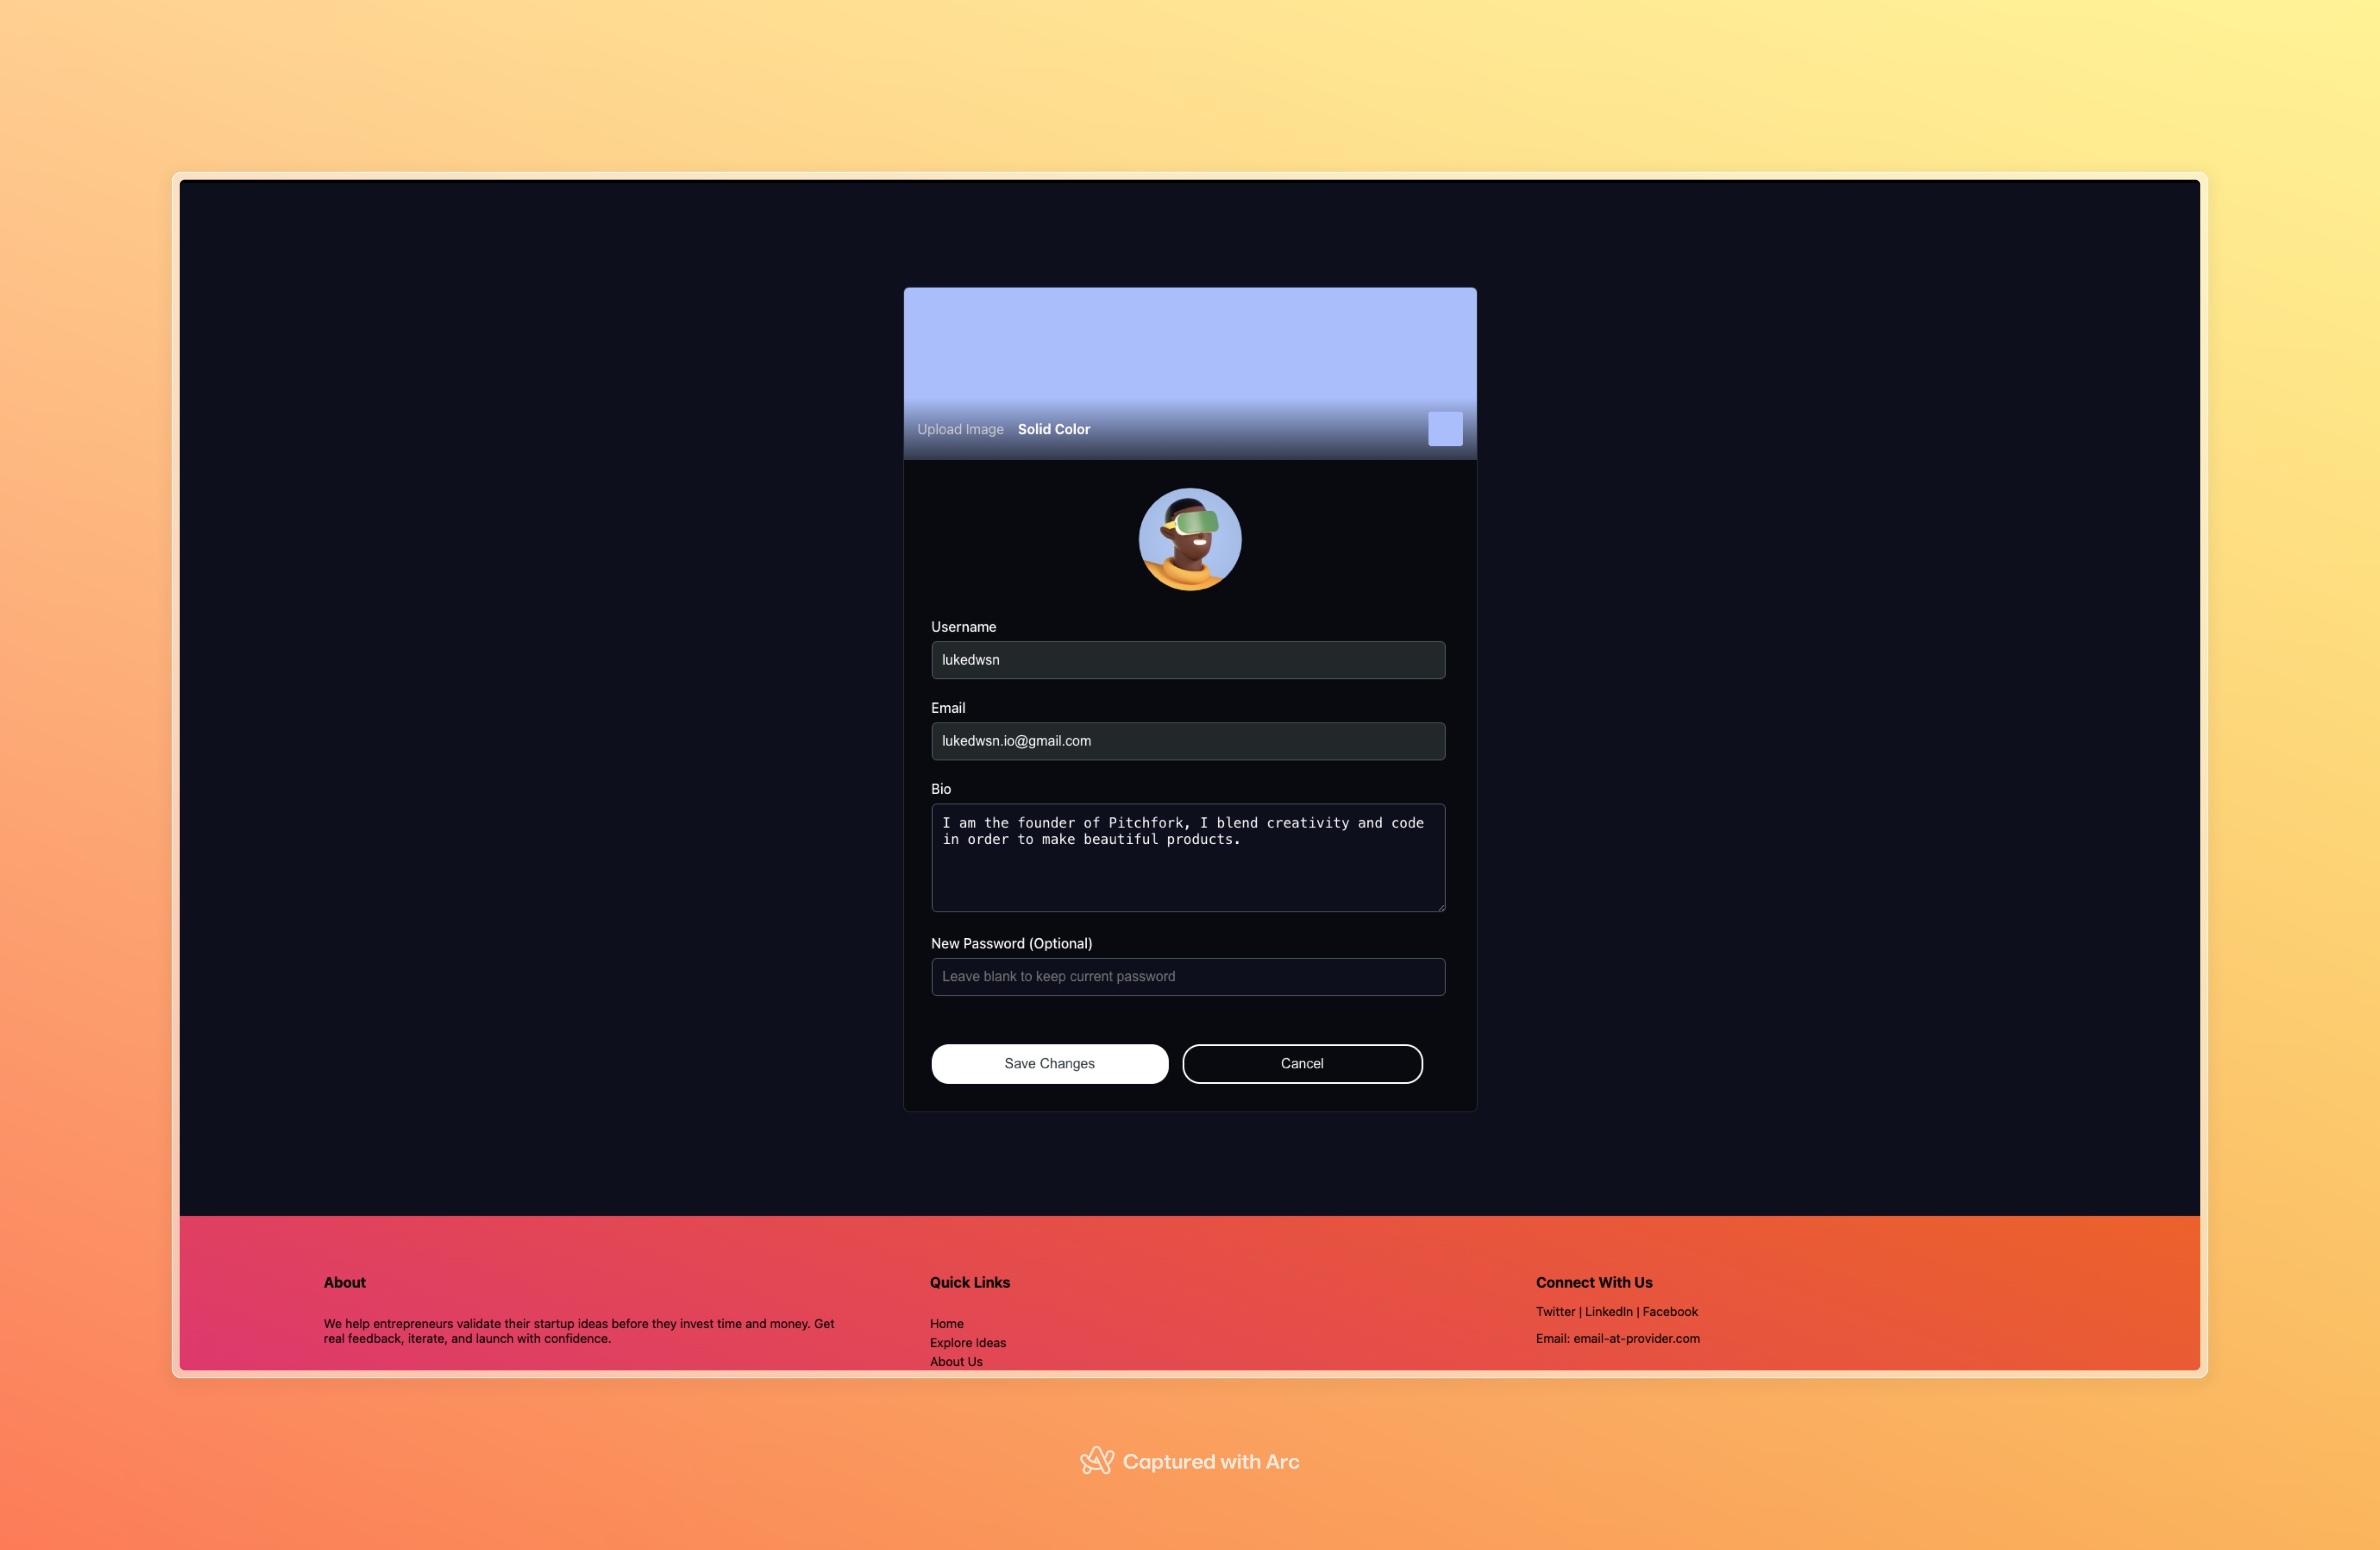 Upload Image Solid Color
Username
lukedwsn
Email
lukedwsn.io@gmail.com
Bio
I am the founder of Pitchfork, I blend creativity and code
in order to make beautiful products.
New Password (Optional)
Leave blank to keep current password
Save Changes Cancel
About
We help entrepreneurs validate their startup ideas before they invest time and money. Get
real feedback, iterate, and launch with confidence.
Quick Links
Home
Explore Ideas
About Us
Connect With Us
Twitter | LinkedIn | Facebook
Email: email-at-provider.com
Captured with Arc